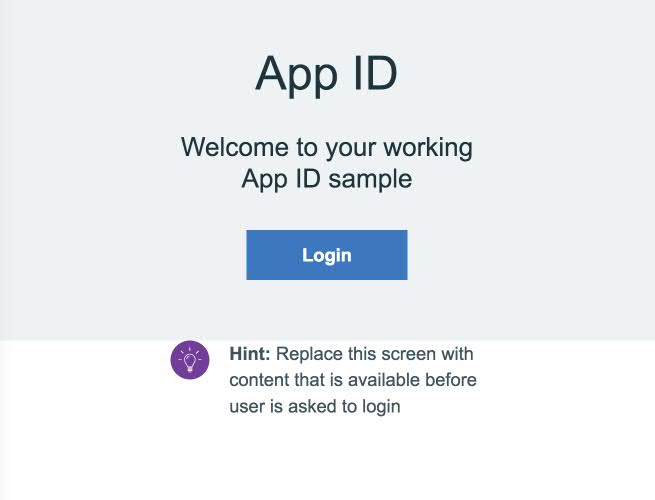 App ID
Welcome to your working
App ID sample
Login
Hint: Replace this screen with
content that is available before
user is asked to login